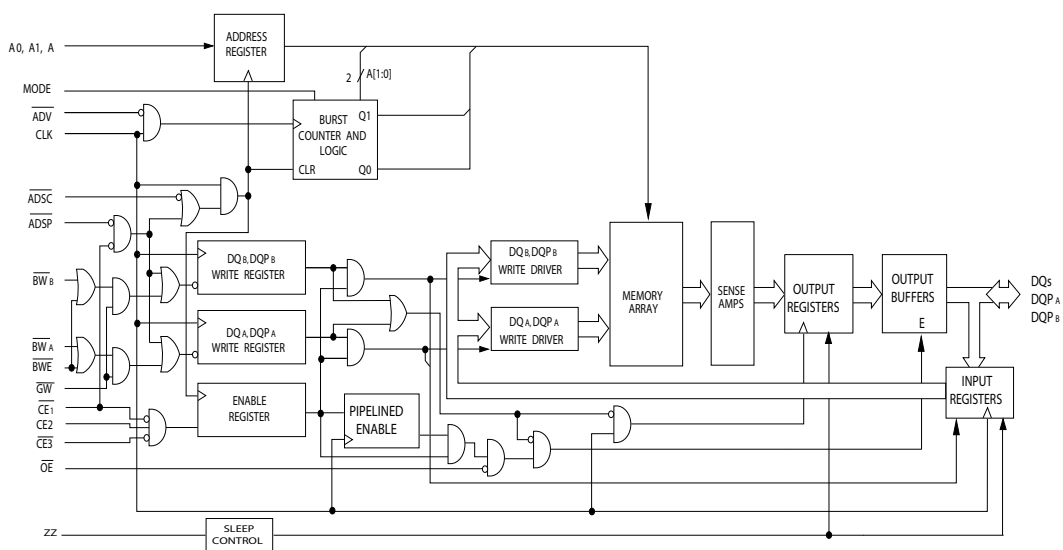 A0, A1, A
ADDRESS
REGISTER
2
A[1:0]
MODE
ADV
CLK
BURST
COUNTER AND
LOGIC
Q1
CLR
Q0
ADSC
ADSP
DQB, DQPB
WRITE REGISTER
DQB, DQPB
WRITE DRIVER
MEMORY
ARRAY
SENSE
AMPS
OUTPUT
REGISTERS
OUTPUT
BUFFERS
E
DQs
DQPA
DQPB
BWB
BWA
BWE
DQA, DQPA
WRITE REGISTER
DQA, DQPA
WRITE DRIVER
GW
CE1
CE2
CE3
ENABLE
REGISTER
PIPELINED
ENABLE
INPUT
REGISTERS
OE
ZZ
SLEEP
CONTROL